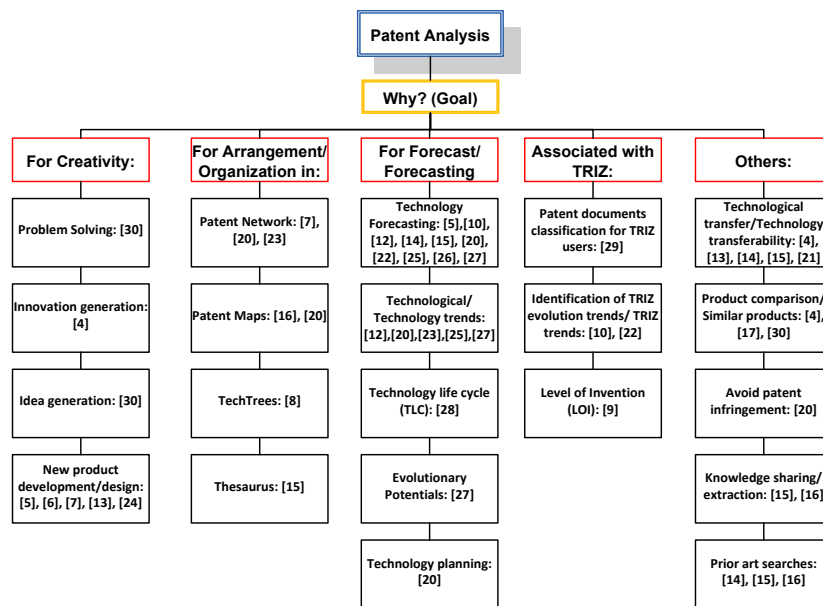 Patent Analysis
Why? (Goal)
For Creativity:
Problem Solving: [30]
Innovation generation:
[4]
Idea generation: [30]
New product
development/design:
[5], [6], [7], [13], [24]
For Arrangement/
Organization in:
Patent Network: [7],
[20], [23]
Patent Maps: [16], [20]
TechTrees: [8]
Thesaurus: [15]
For Forecast/
Forecasting
Technology
Forecasting: [5],[10],
[12], [14], [15], [20],
[22], [25], [26], [27]
Technological/
Technology trends:
[12],[20],[23],[25],[27]
Technology life cycle
(TLC): [28]
Evolutionary
Potentials: [27]
Technology planning:
[20]
Associated with
TRIZ:
Patent documents
classification for TRIZ
users: [29]
Identification of TRIZ
evolution trends/ TRIZ
trends: [10], [22]
Level of Invention
(LOI): [9]
Others:
Technological
transfer/Technology
transferability: [4],
[13], [14], [15], [21]
Product comparison/
Similar products: [4],
[17], [30]
Avoid patent
infringement: [20]
Knowledge sharing/
extraction: [15], [16]
Prior art searches:
[14], [15], [16]